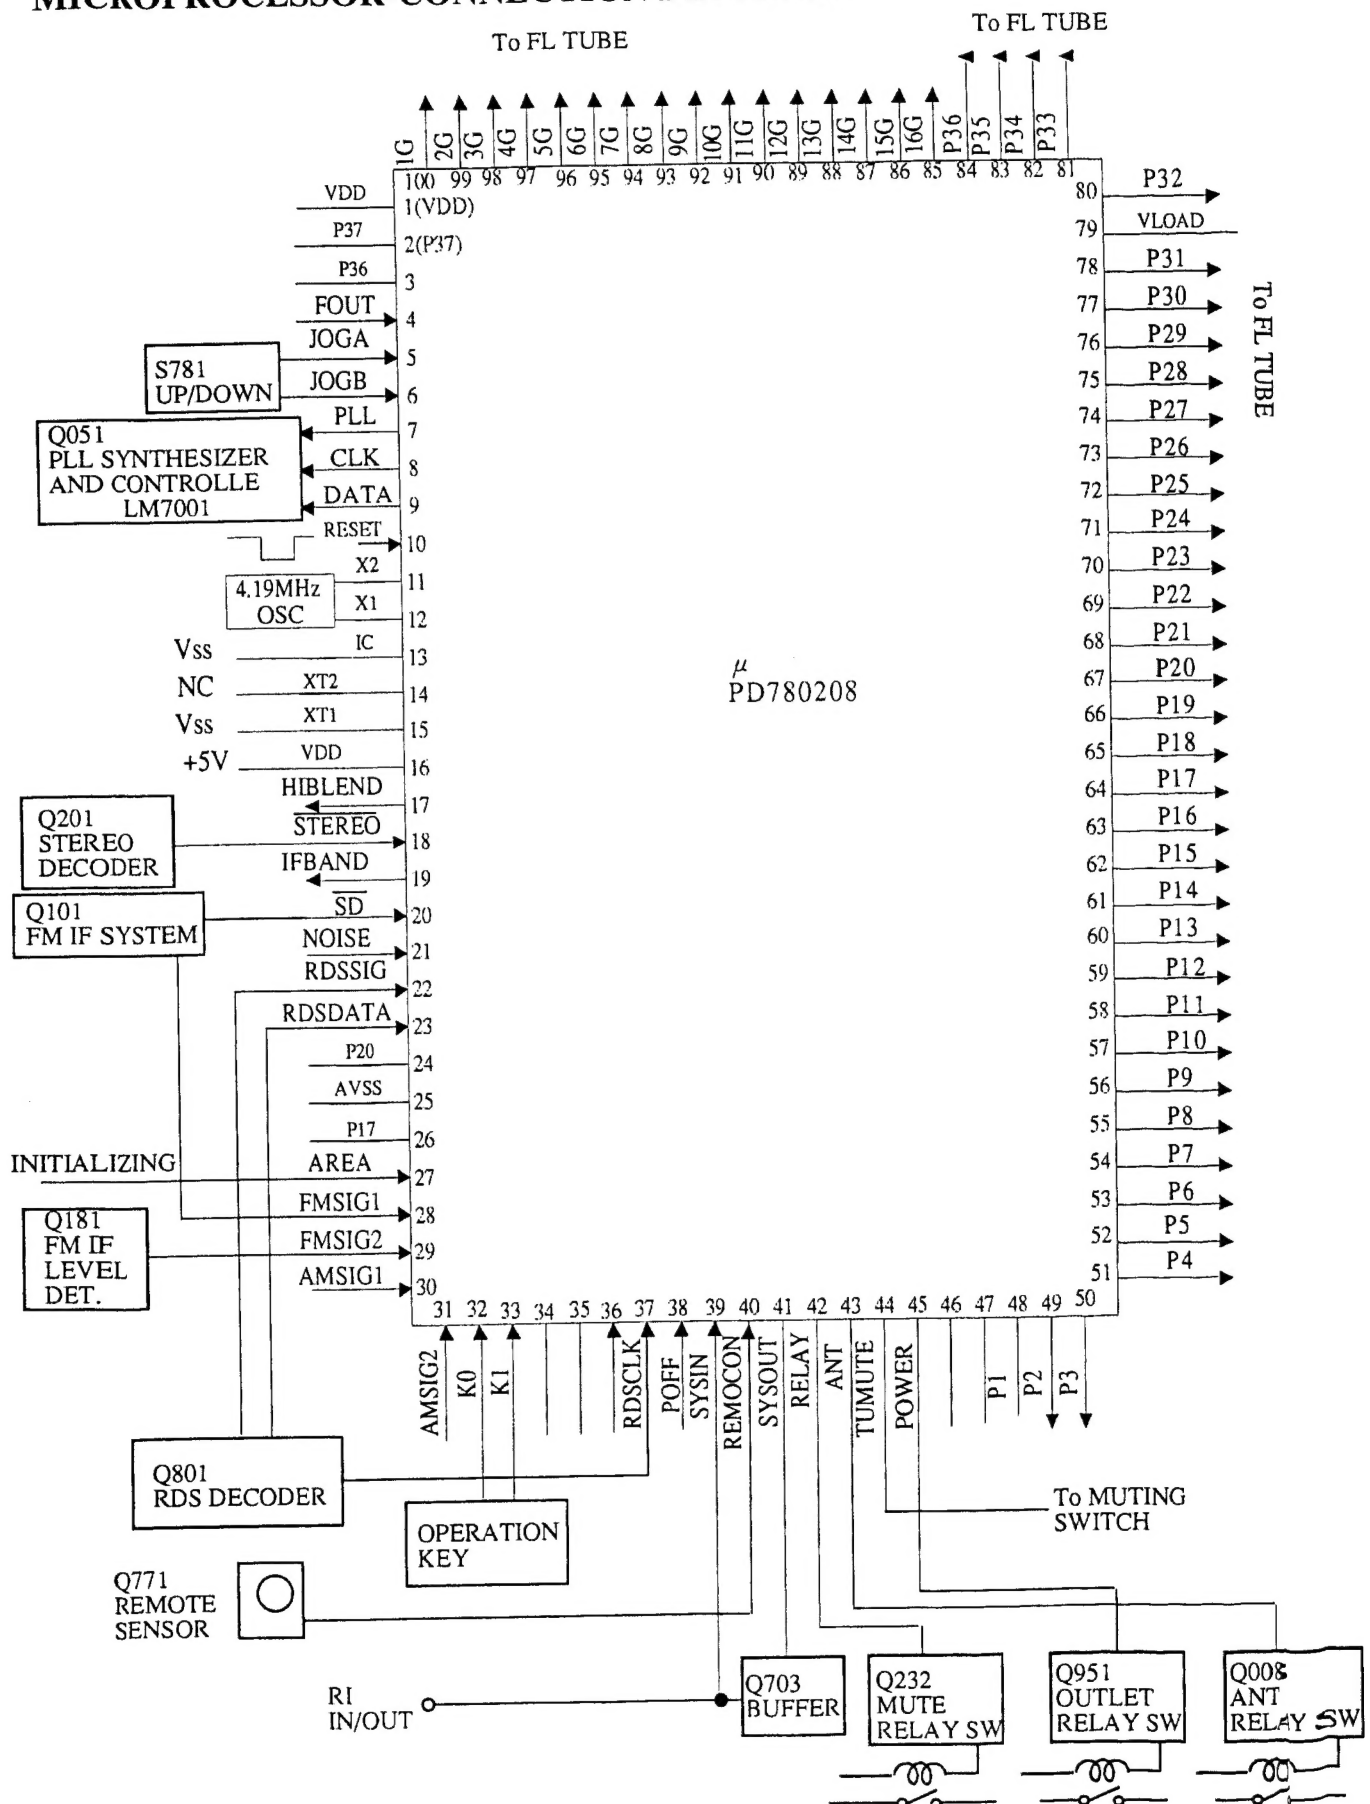 To FL TUBE
To FL TUBE
1G 2G 3G 4G 5G 6G 7G 8G 9G 10G 11G 12G 13G 14G 15G 16G P36 P35 P34 P33
100 99 98 97 96 95 94 93 92 91 90 89 88 87 86 85 84 83 82 81
VDD 1(VDD)
P37 2(P37)
P36 3
FOUT 4
JOGA 5
JOGB 6
S781
UP/DOWN
PLL 7
CLK 8
DATA 9
Q051
PLL SYNTHESIZER
AND CONTROLLE
LM7001
RESET 10
X2 11
X1 12
4.19MHz
OSC
Vss IC 13
NC XT2 14
Vss XT1 15
+5V VDD 16
HIBLEND 17
STEREO 18
Q201
STEREO
DECODER
IFBAND 19
SD 20
Q101
FM IF SYSTEM
NOISE 21
RDSSIG 22
RDSDATA 23
P20 24
AVSS 25
P17 26
INITIALIZING AREA 27
FMSIG1 28
FMSIG2 29
AMSIG1 30
Q181
FM IF
LEVEL
DET.
μ
PD780208
80 P32
79 VLOAD
78 P31
77 P30
76 P29
75 P28
74 P27
73 P26
72 P25
71 P24
70 P23
69 P22
68 P21
67 P20
66 P19
65 P18
64 P17
63 P16
62 P15
61 P14
60 P13
59 P12
58 P11
57 P10
56 P9
55 P8
54 P7
53 P6
52 P5
51 P4
To FL TUBE
31 32 33 34 35 36 37 38 39 40 41 42 43 44 45 46 47 48 49 50
AMSIG2 K0 K1 RDSCLK POFF SYSIN REMOCON SYSOUT RELAY ANT TUMUTE POWER P1 P2 P3
Q801
RDS DECODER
OPERATION
KEY
To MUTING
SWITCH
Q771
REMOTE
SENSOR
RI
IN/OUT
Q703
BUFFER
Q232
MUTE
RELAY SW
Q951
OUTLET
RELAY SW
Q008
ANT
RELAY SW